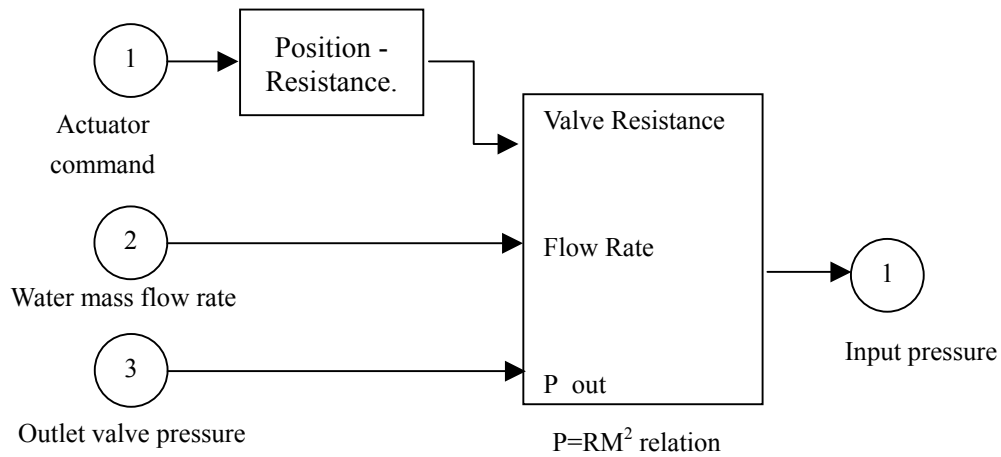 1
Actuator
command
Position -
Resistance.
2
Water mass flow rate
3
Outlet valve pressure
Valve Resistance
Flow Rate
P out
P=RM² relation
1
Input pressure